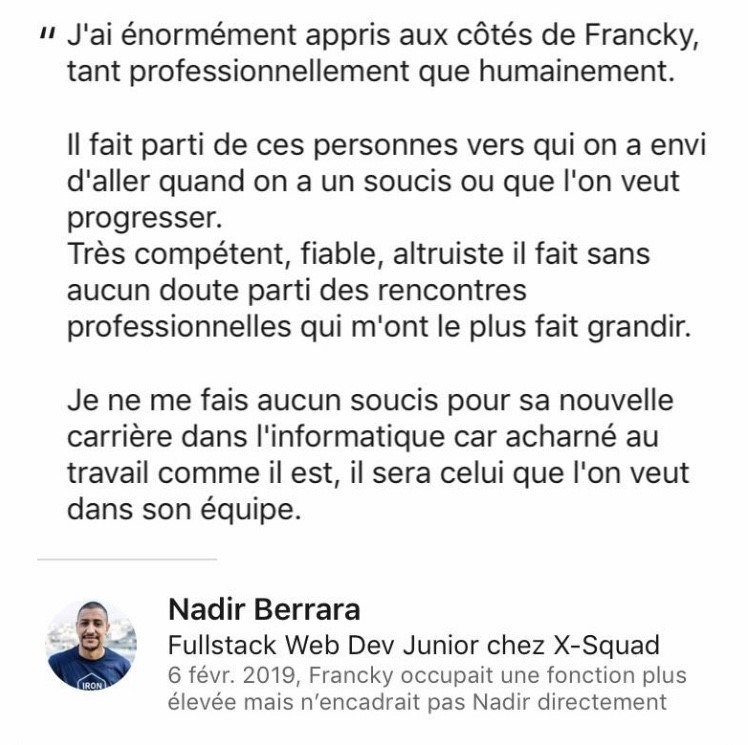 " J'ai énormément appris aux côtés de Francky,
tant professionnellement que humainement.
Il fait parti de ces personnes vers qui on a envi
d'aller quand on a un soucis ou que l'on veut
progresser.
Très compétent, fiable, altruiste il fait sans
aucun doute parti des rencontres
professionnelles qui m'ont le plus fait grandir.
Je ne me fais aucun soucis pour sa nouvelle
carrière dans l'informatique car acharné au
travail comme il est, il sera celui que l'on veut
dans son équipe.
Nadir Berrara
Fullstack Web Dev Junior chez X-Squad
6 févr. 2019, Francky occupait une fonction plus
élevée mais n’encadrait pas Nadir directement
IRON